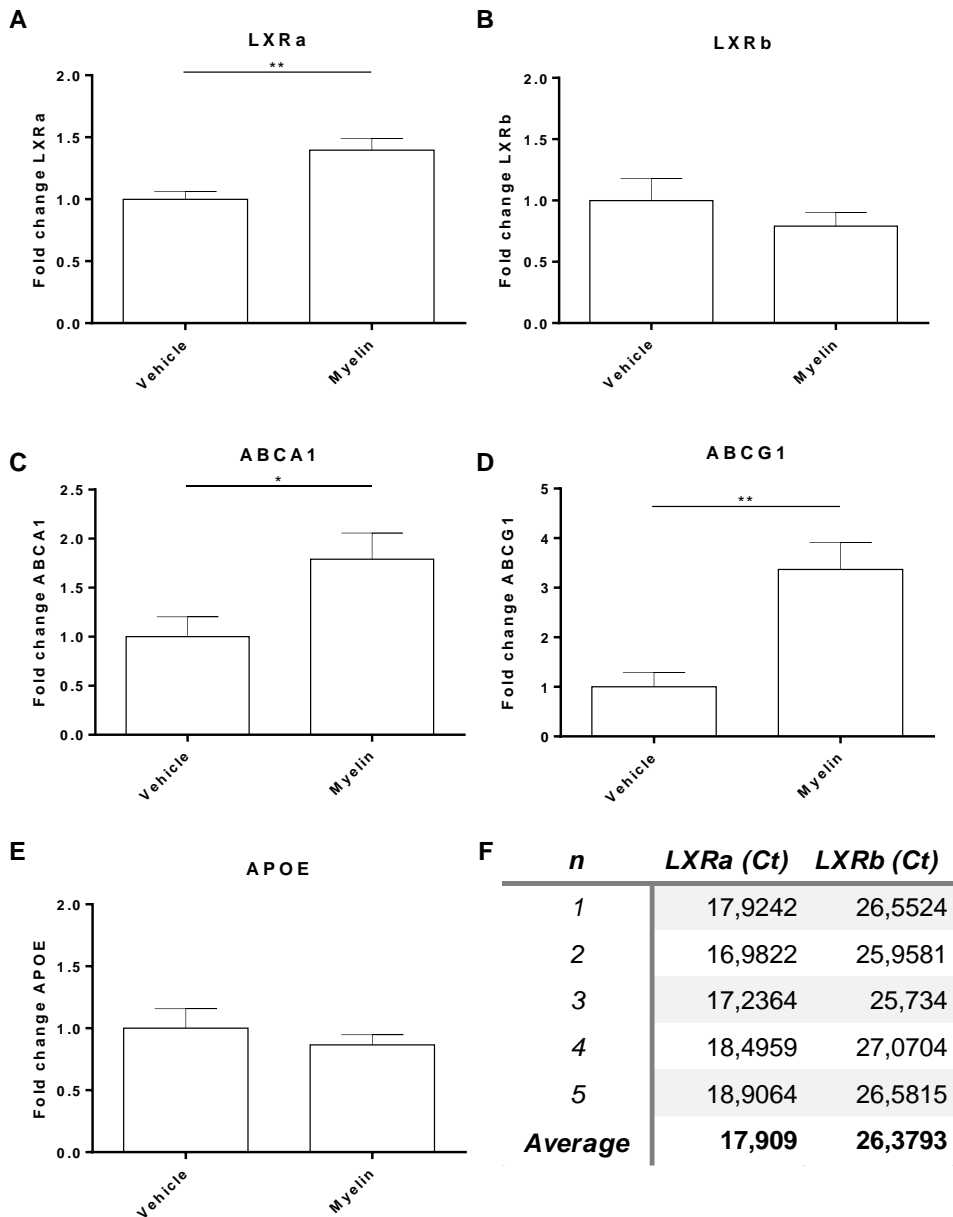 A
LXRa
**
Fold change LXRa
2.0
1.5
1.0
0.5
0.0
Vehicle
Myelin
B
LXRb
Fold change LXRb
2.0
1.5
1.0
0.5
0.0
Vehicle
Myelin
C
ABCA1
*
Fold change ABCA1
2.5
2.0
1.5
1.0
0.5
0.0
Vehicle
Myelin
D
ABCG1
**
Fold change ABCG1
5
4
3
2
1
0
Vehicle
Myelin
E
APOE
Fold change APOE
2.0
1.5
1.0
0.5
0.0
Vehicle
Myelin
F
n LXRa (Ct) LXRb (Ct)
1 17,9242 26,5524
2 16,9822 25,9581
3 17,2364 25,734
4 18,4959 27,0704
5 18,9064 26,5815
Average 17,909 26,3793